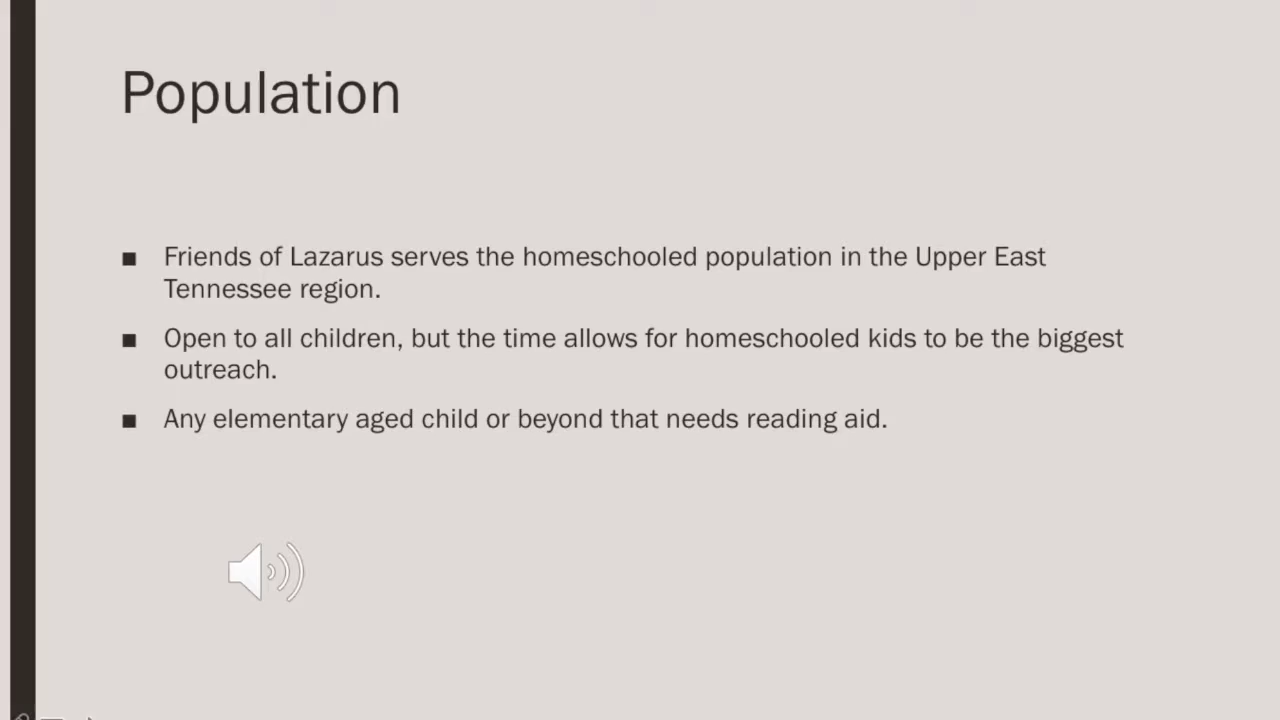 Population
■ Friends of Lazarus serves the homeschooled population in the Upper East
Tennessee region.
■ Open to all children, but the time allows for homeschooled kids to be the biggest
outreach.
■ Any elementary aged child or beyond that needs reading aid.